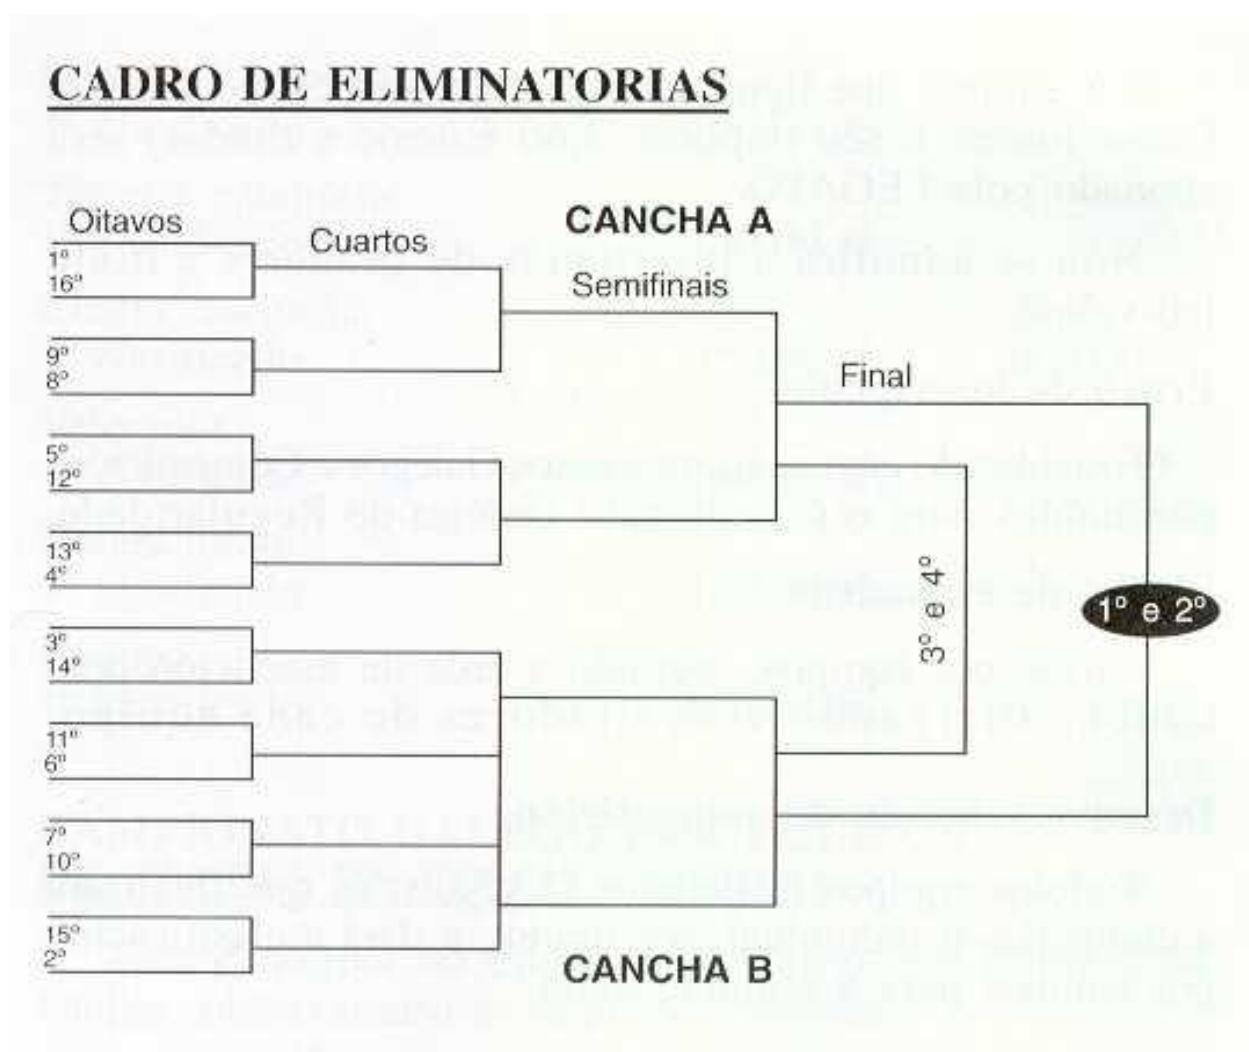 CADRO DE ELIMINATORIAS
Oitavos
Cuartos
CANCHA A
Semifinais
Final
1º
16º
9º
8º
5º
12º
13º
4º
3º
14º
11º
6º
7º
10º
15º
2º
3º e 4º
1º e 2º
CANCHA B